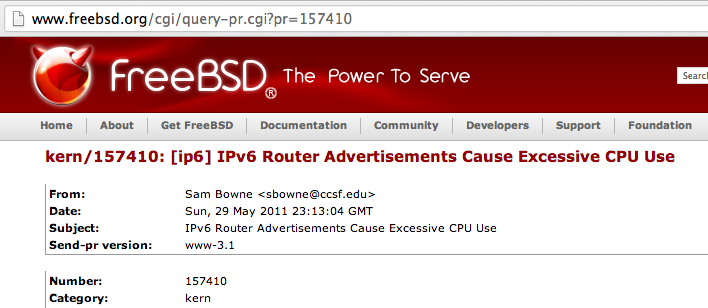 www.freebsd.org/cgi/query-pr.cgi?pr=157410
FreeBSD® The Power To Serve
Search
Home About Get FreeBSD Documentation Community Developers Support Foundation
kern/157410: [ip6] IPv6 Router Advertisements Cause Excessive CPU Use
From: Sam Bowne <sbowne@ccsf.edu>
Date: Sun, 29 May 2011 23:13:04 GMT
Subject: IPv6 Router Advertisements Cause Excessive CPU Use
Send-pr version: www-3.1
Number: 157410
Category: kern